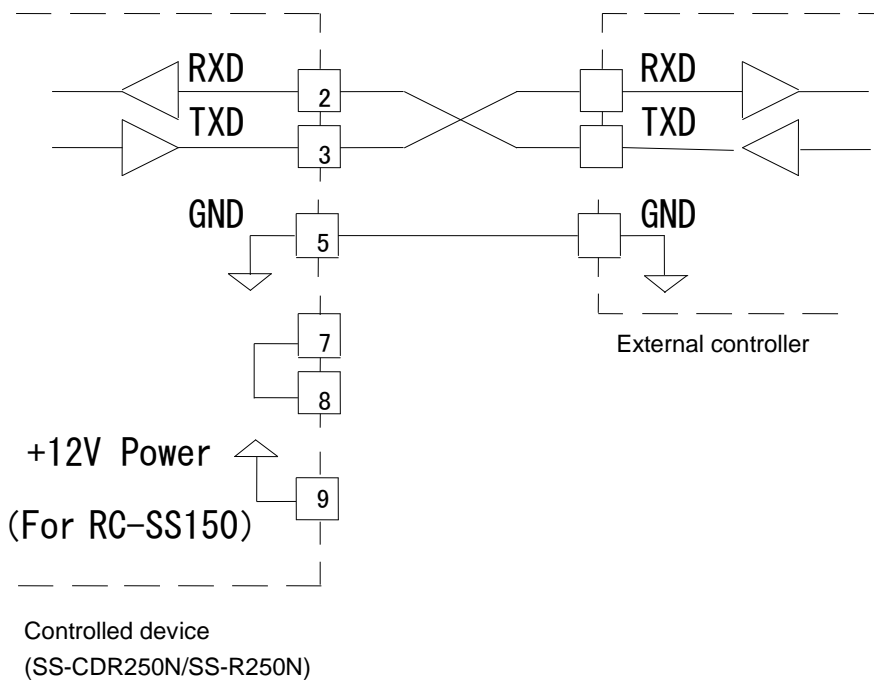 RXD
2
RXD
TXD
3
TXD
GND
5
GND
7
External controller
8
+12V Power
9
(For RC-SS150)
Controlled device
(SS-CDR250N/SS-R250N)